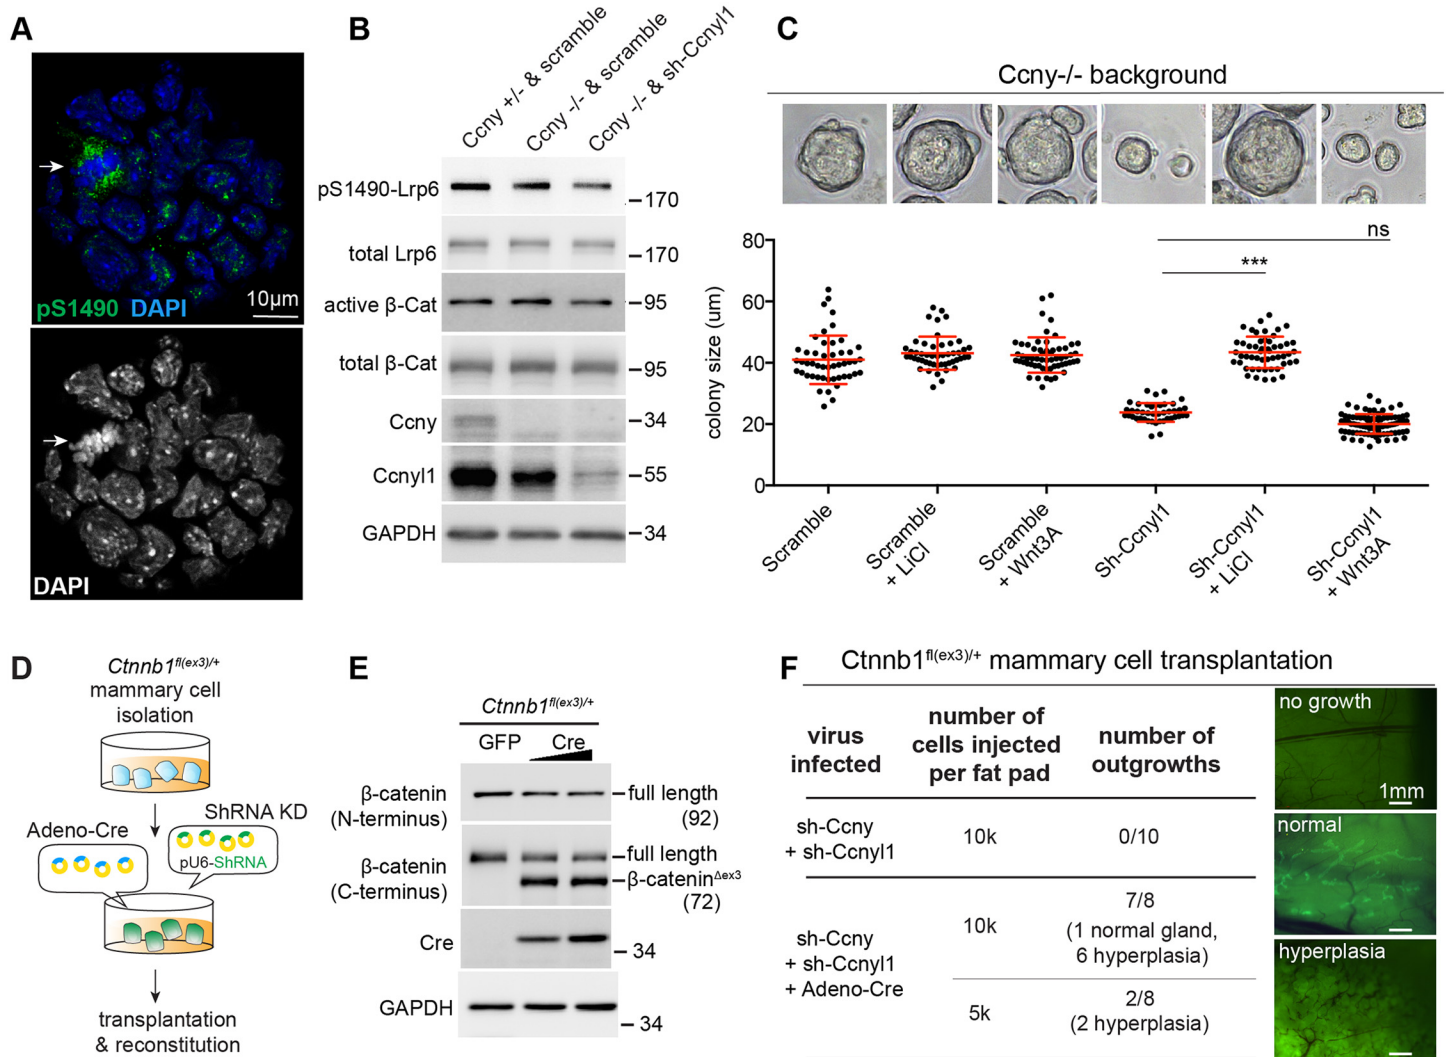 A
pS1490 DAPI
10μm
DAPI
B
Ccny +/- & scramble
Ccny -/- & scramble
Ccny -/- & sh-Ccnyl1
pS1490-Lrp6
170
total Lrp6
170
active β-Cat
95
total β-Cat
95
Ccny
34
Ccnyl1
55
GAPDH
34
C
Ccny-/- background
ns
***
colony size (um)
80
60
40
20
0
Scramble
Scramble
+ LiCl
Scramble
+ Wnt3A
Sh-Ccnyl1
Sh-Ccnyl1
+ LiCl
Sh-Ccnyl1
+ Wnt3A
D
Ctnnb1fl(ex3)/+
mammary cell
isolation
Adeno-Cre
ShRNA KD
pU6-ShRNA
transplantation
& reconstitution
E
Ctnnb1fl(ex3)/+
GFP Cre
β-catenin
(N-terminus)
full length
(92)
β-catenin
(C-terminus)
full length
β-cateninΔex3
(72)
Cre
34
GAPDH
34
F
Ctnnb1fl(ex3)/+ mammary cell transplantation
virus
infected
number of
cells injected
per fat pad
number of
outgrowths
sh-Ccny
+ sh-Ccnyl1
10k
0/10
sh-Ccny
+ sh-Ccnyl1
+ Adeno-Cre
10k
7/8
(1 normal gland,
6 hyperplasia)
5k
2/8
(2 hyperplasia)
no growth
1mm
normal
hyperplasia